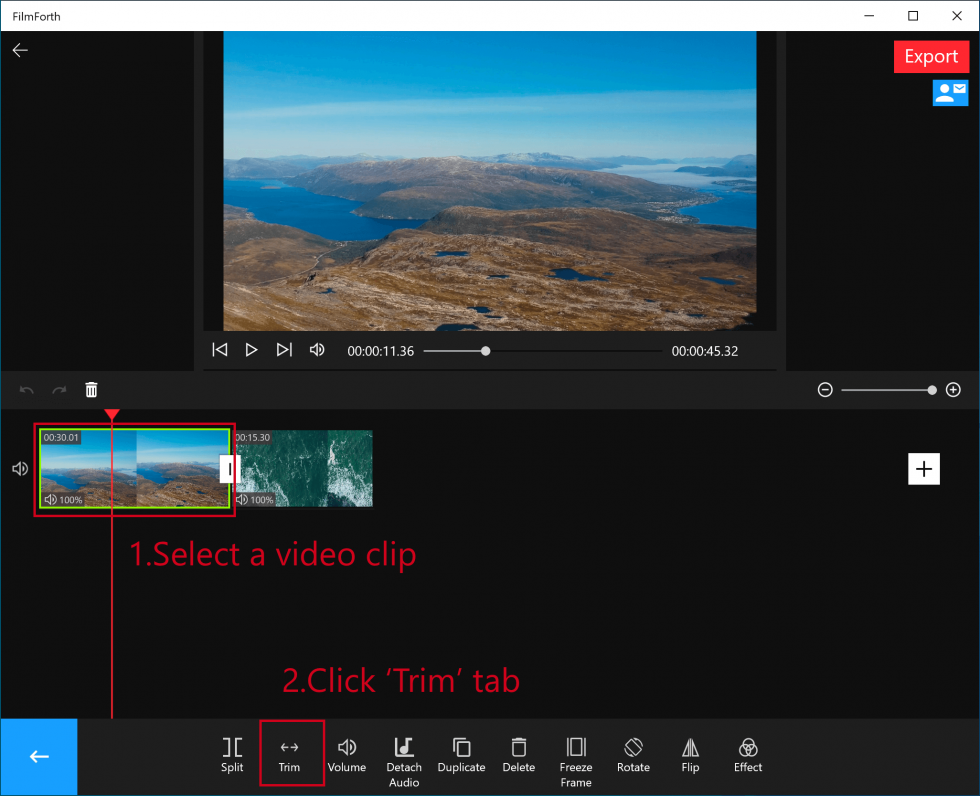 FilmForth
Export
00:00:11.36
00:00:45.32
00:30.01
00:15.30
100%
100%
1.Select a video clip
2.Click ‘Trim’ tab
Split
Trim
Volume
Detach
Audio
Duplicate
Delete
Freeze
Frame
Rotate
Flip
Effect